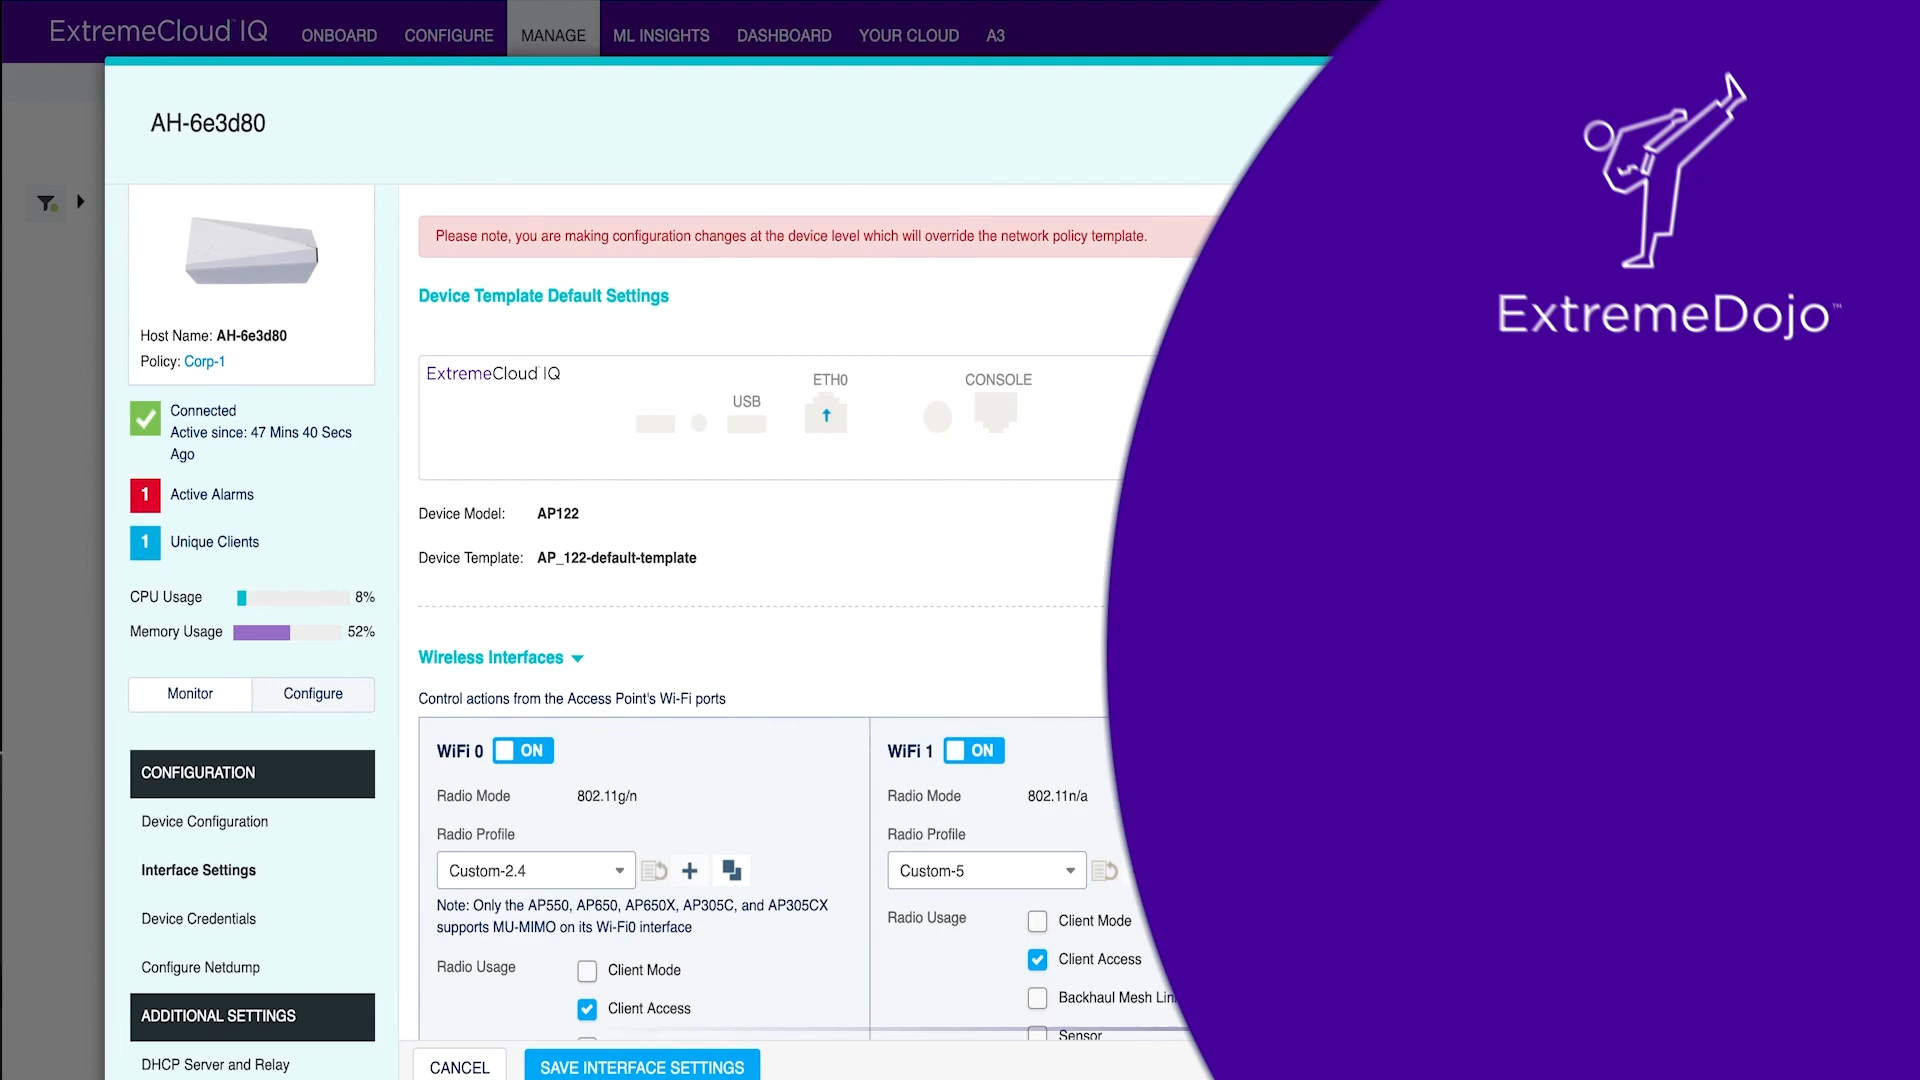 ExtremeCloud™ IQ ONBOARD CONFIGURE MANAGE ML INSIGHTS DASHBOARD YOUR CLOUD A3
AH-6e3d80
Host Name: AH-6e3d80
Policy: Corp-1
Connected
Active since: 47 Mins 40 Secs
Ago
1 Active Alarms
1 Unique Clients
CPU Usage 8%
Memory Usage 52%
Monitor Configure
CONFIGURATION
Device Configuration
Interface Settings
Device Credentials
Configure Netdump
ADDITIONAL SETTINGS
DHCP Server and Relay
Please note, you are making configuration changes at the device level which will override the network policy template.
Device Template Default Settings
ExtremeCloud IQ
USB
ETH0
CONSOLE
Device Model: AP122
Device Template: AP_122-default-template
Wireless Interfaces
Control actions from the Access Point's Wi-Fi ports
WiFi 0 ON
Radio Mode 802.11g/n
Radio Profile
Custom-2.4
Note: Only the AP550, AP650, AP650X, AP305C, and AP305CX
supports MU-MIMO on its Wi-Fi0 interface
Radio Usage Client Mode
Client Access
WiFi 1 ON
Radio Mode 802.11n/a
Radio Profile
Custom-5
Radio Usage Client Mode
Client Access
Backhaul Mesh Lin
Sensor
CANCEL SAVE INTERFACE SETTINGS
ExtremeDojo™